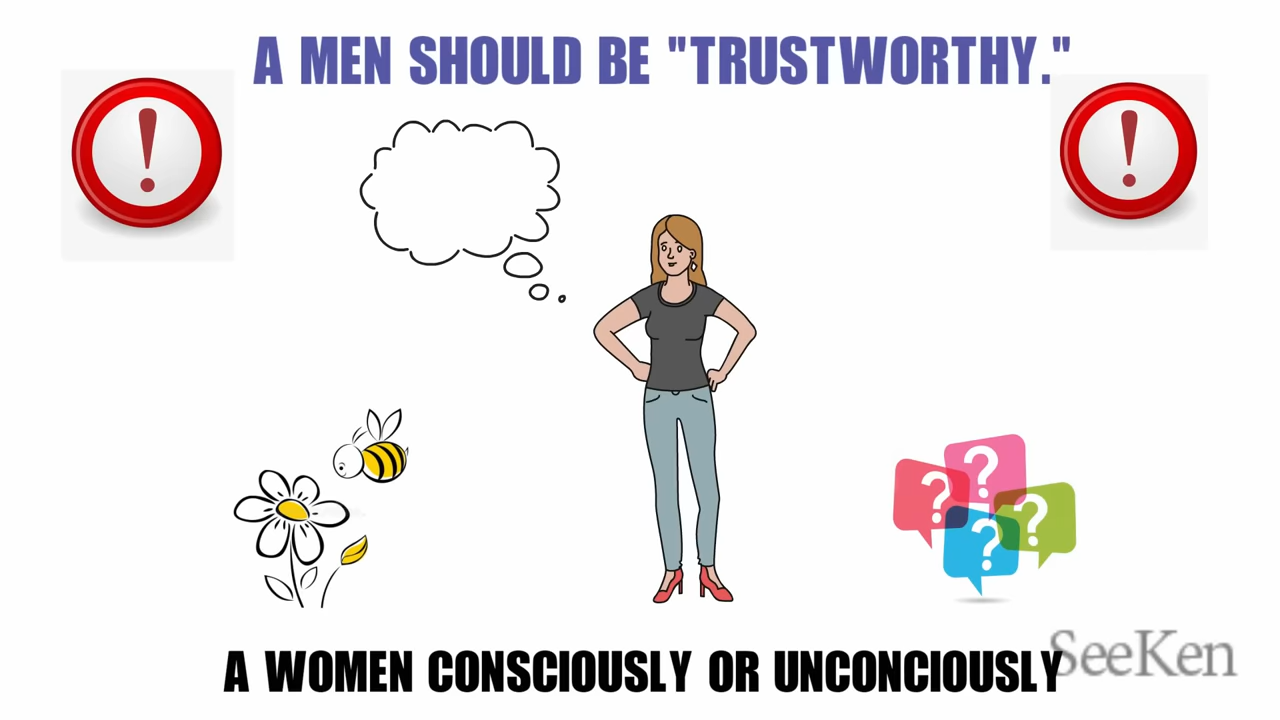 A MEN SHOULD BE "TRUSTWORTHY."
!
!
?
?
?
?
A WOMEN CONSCIOUSLY OR UNCONCIOUSLY
SeeKen